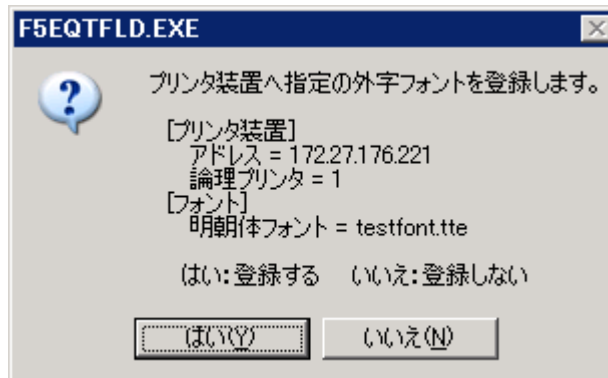 F5EQTFLD.EXE
プリンタ装置へ指定の外字フォントを登録します。
[プリンタ装置]
アドレス = 172.27.176.221
論理プリンタ = 1
[フォント]
明朝体フォント = testfont.tte
はい:登録する いいえ:登録しない
はい(Y) いいえ(N)